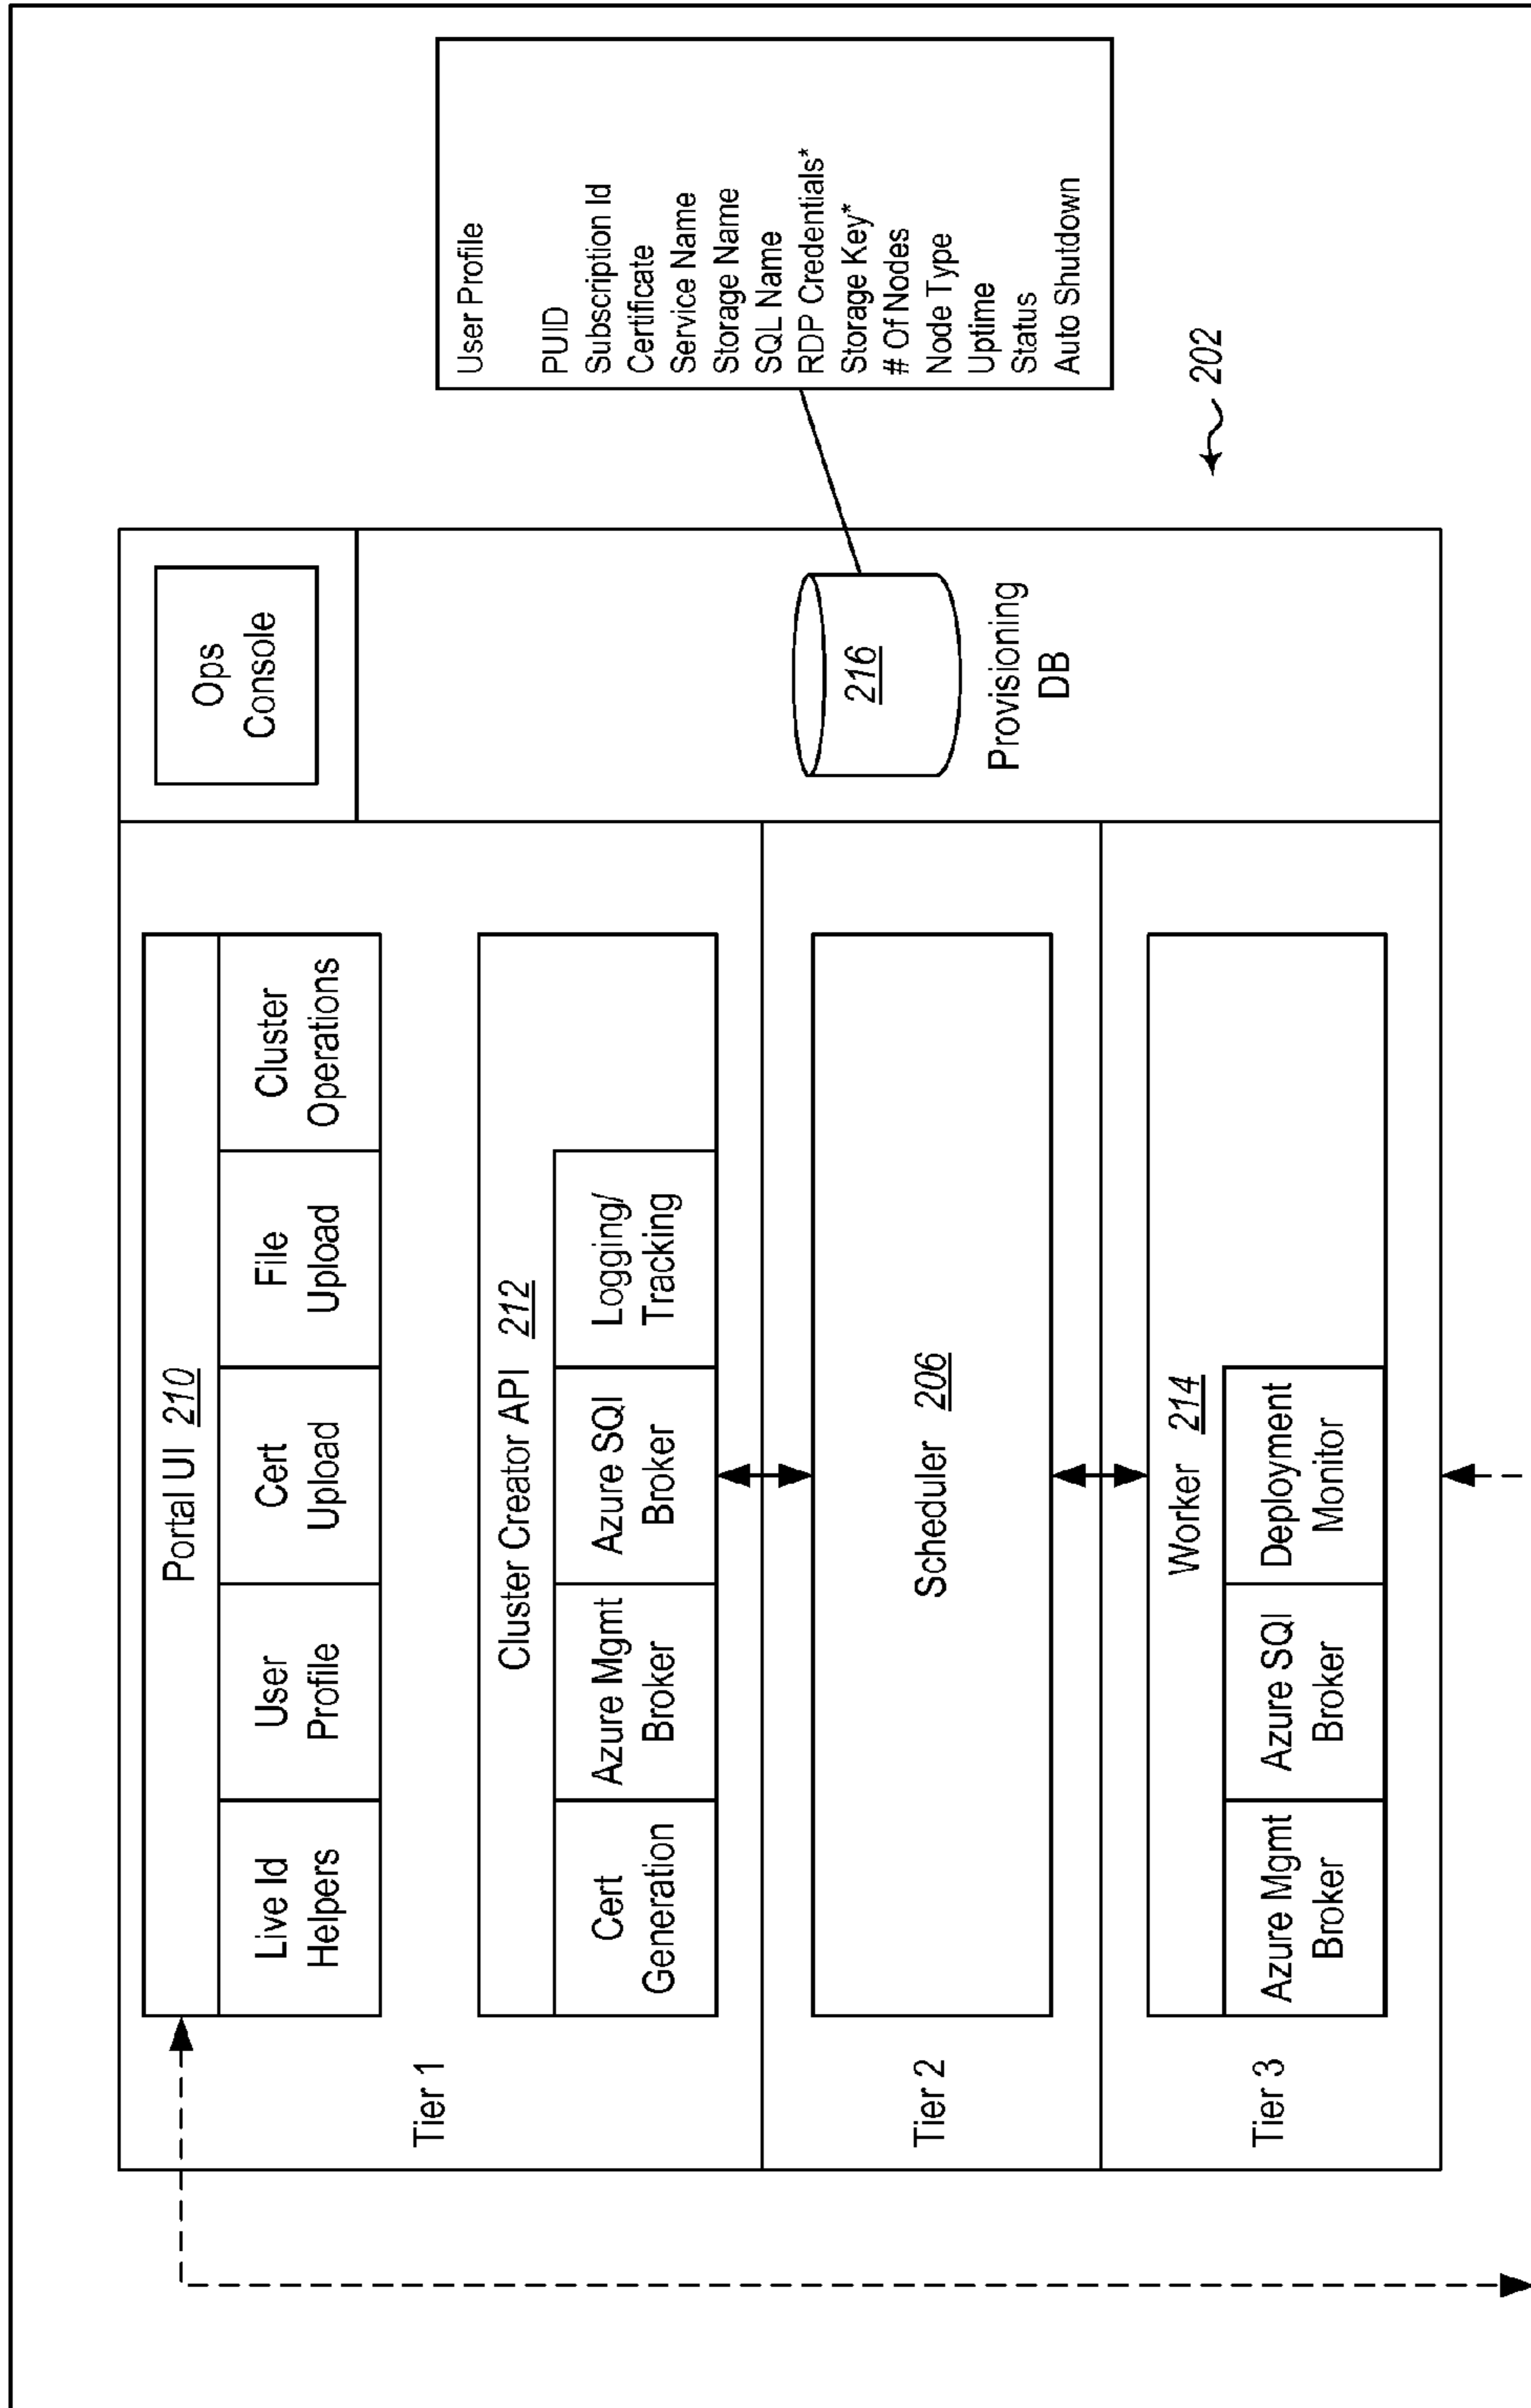 Tier 1
Portal UI 210
Live Id
Helpers
User
Profile
Cert
Upload
File
Upload
Cluster
Operations
Cluster Creator API 212
Cert
Generation
Azure Mgmt
Broker
Azure SQl
Broker
Logging/
Tracking
Tier 2
Scheduler 206
Tier 3
Worker 214
Azure Mgmt
Broker
Azure SQl
Broker
Deployment
Monitor
Ops
Console
216
Provisioning
DB
User Profile
PUID
Subscription Id
Certificate
Service Name
Storage Name
SQL Name
RDP Credentials*
Storage Key*
# Of Nodes
Node Type
Uptime
Status
Auto Shutdown
202